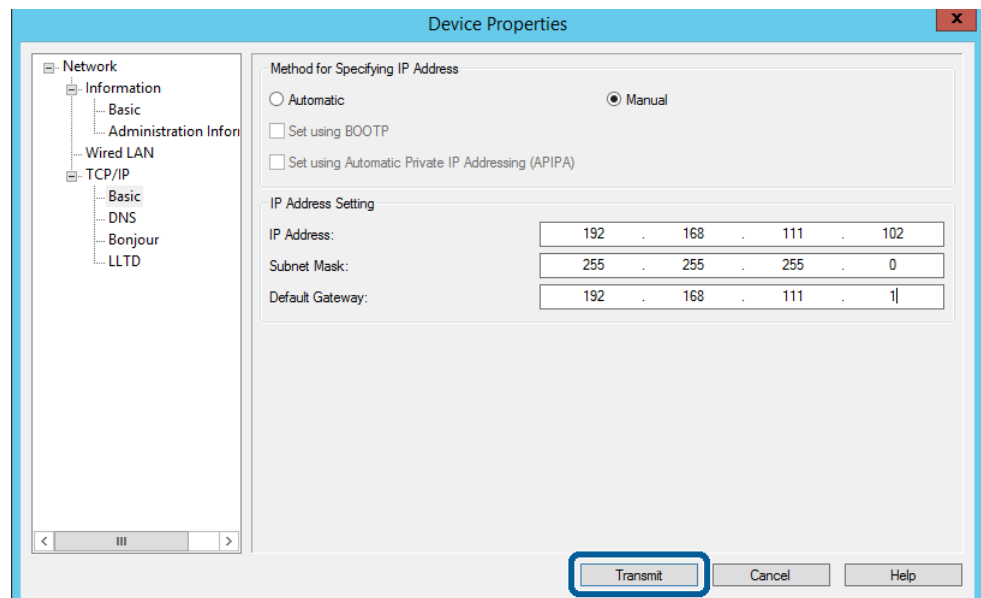 Device Properties
x
Network
Information
Basic
Administration Infor
Wired LAN
TCP/IP
Basic
DNS
Bonjour
LLTD
Method for Specifying IP Address
Automatic
Manual
Set using BOOTP
Set using Automatic Private IP Addressing (APIPA)
IP Address Setting
IP Address: 192 . 168 . 111 . 102
Subnet Mask: 255 . 255 . 255 . 0
Default Gateway: 192 . 168 . 111 . 1
Transmit Cancel Help